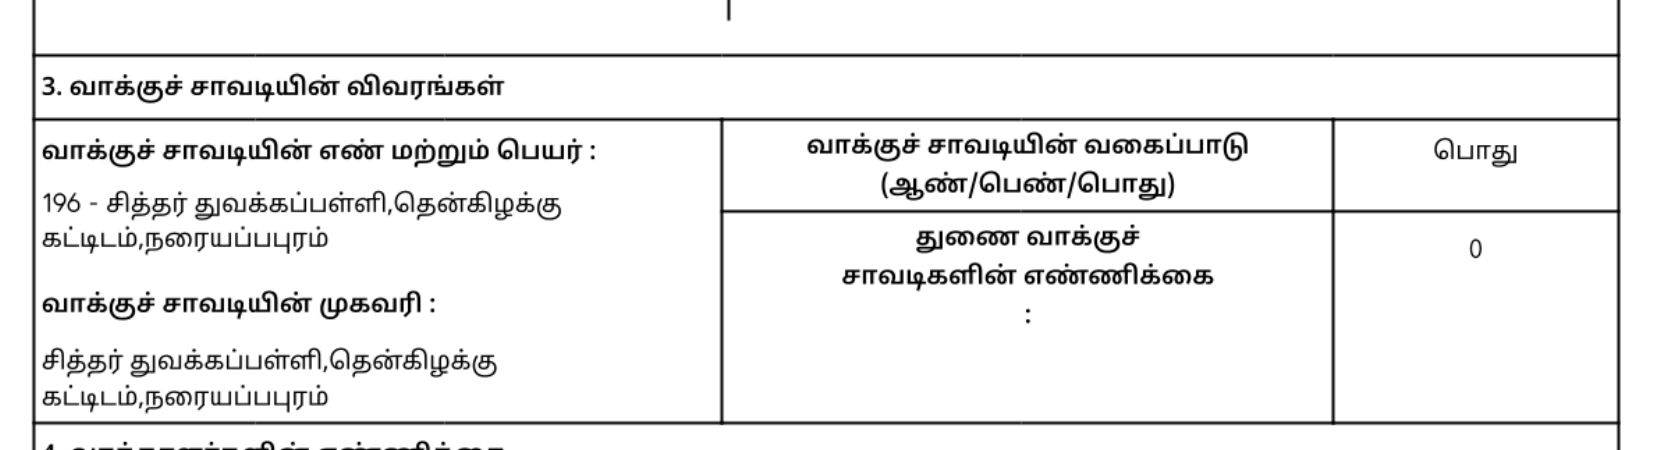 3. வாக்குச் சாவடியின் விவரங்கள்
வாக்குச் சாவடியின் எண் மற்றும் பெயர் :
196 - சித்தர் துவக்கப்பள்ளி,தென்கிழக்கு
கட்டிடம்,நரையப்பபுரம்
வாக்குச் சாவடியின் முகவரி :
சித்தர் துவக்கப்பள்ளி,தென்கிழக்கு
கட்டிடம்,நரையப்பபுரம்
வாக்குச் சாவடியின் வகைப்பாடு
(ஆண்/பெண்/பொது)
பொது
துணை வாக்குச்
சாவடிகளின் எண்ணிக்கை
:
0